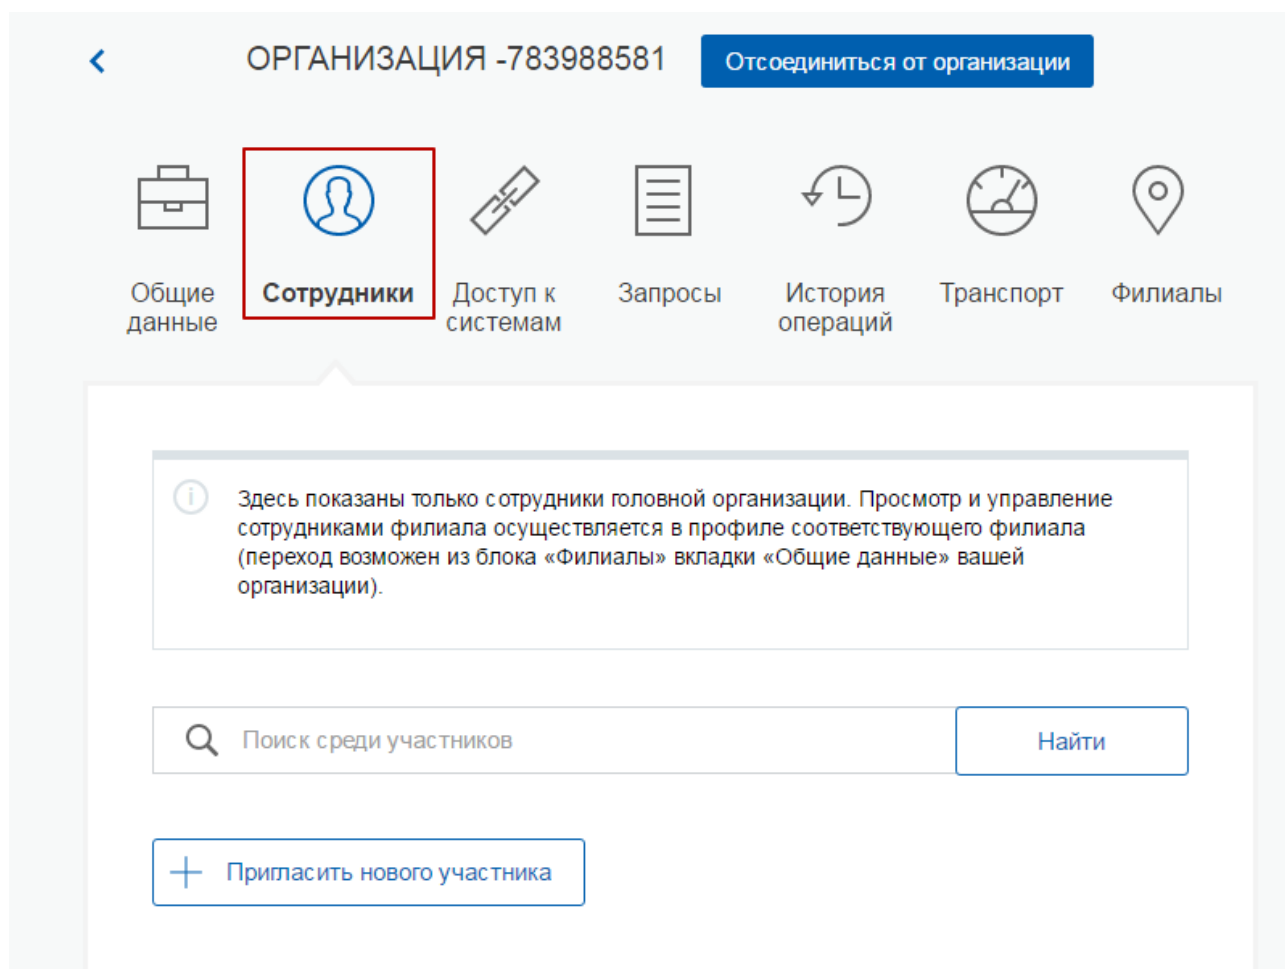 ОРГАНИЗАЦИЯ -783988581
Отсоединиться от организации
Общие
данные
Сотрудники
Доступ к
системам
Запросы
История
операций
Транспорт
Филиалы
Здесь показаны только сотрудники головной организации. Просмотр и управление
сотрудниками филиала осуществляется в профиле соответствующего филиала
(переход возможен из блока «Филиалы» вкладки «Общие данные» вашей
организации).
Поиск среди участников
Найти
Пригласить нового участника